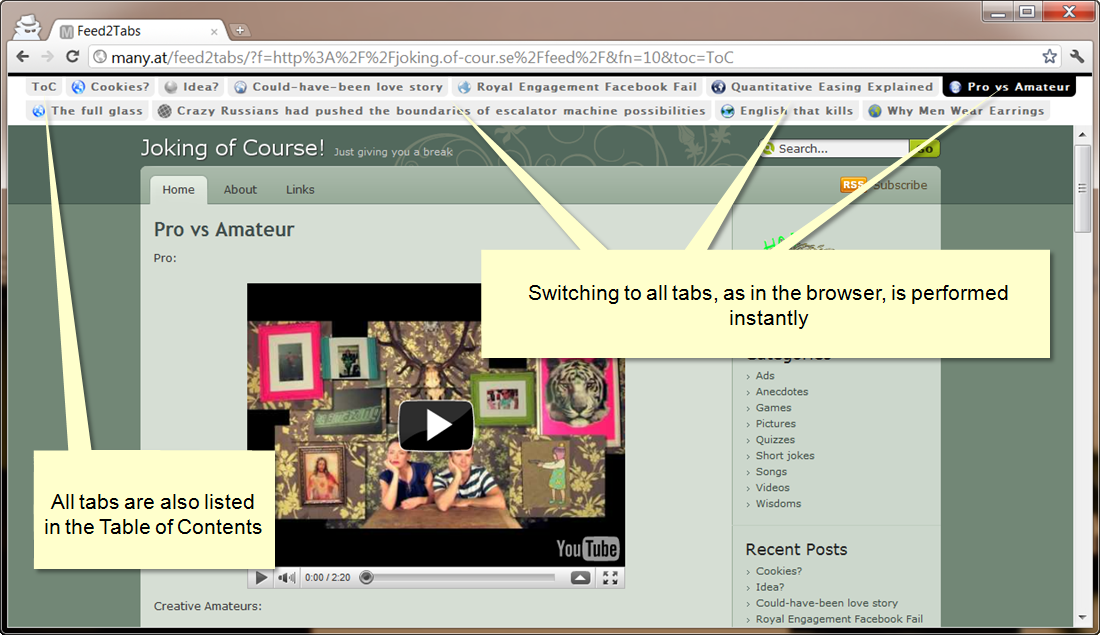 Feed2Tabs
many.at/feed2tabs/?f=http%3A%2F%2Fjoking.of-cour.se%2Ffeed%2F&fn=10&toc=ToC
ToC Cookies? Idea? Could-have-been love story Royal Engagement Facebook Fail Quantitative Easing Explained Pro vs Amateur
The full glass? Crazy Russians had pushed the boundaries of escalator machine possibilities English that kills Why Men Wear Earrings
Joking of Course! Just giving you a break
Search...
Home About Links
RSS Subscribe
Pro vs Amateur
Pro:
Switching to all tabs, as in the browser, is performed
instantly
Categories
Ads
Anecdotes
Games
Pictures
Quizzes
Short jokes
Songs
Videos
Wisdoms
All tabs are also listed
in the Table of Contents
YouTube
0:00 / 2:20
Creative Amateurs:
Recent Posts
Cookies?
Idea?
Could-have-been love story
Royal Engagement Facebook Fail